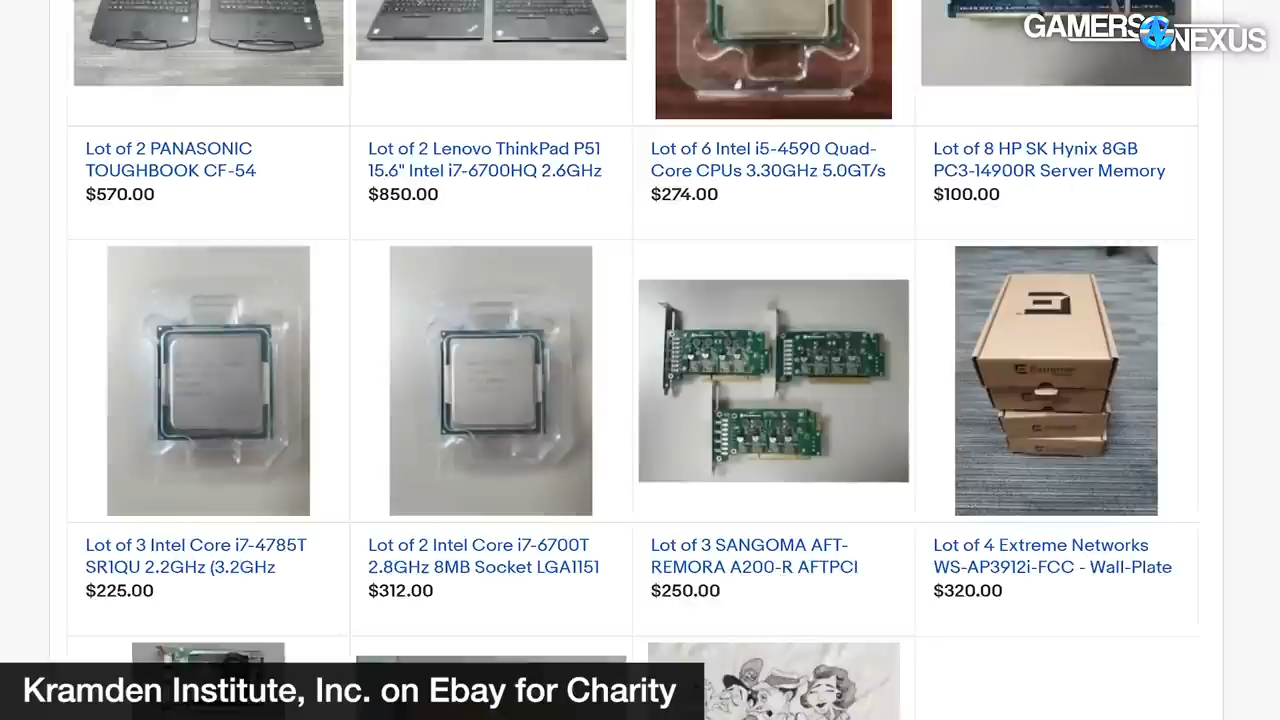 GAMERS NEXUS
Lot of 2 PANASONIC
TOUGHBOOK CF-54
$570.00
Lot of 2 Lenovo ThinkPad P51
15.6" Intel i7-6700HQ 2.6GHz
$850.00
Lot of 6 Intel i5-4590 Quad-
Core CPUs 3.30GHz 5.0GT/s
$274.00
Lot of 8 HP SK Hynix 8GB
PC3-14900R Server Memory
$100.00
Lot of 3 Intel Core i7-4785T
SR1QU 2.2GHz (3.2GHz
$225.00
Lot of 2 Intel Core i7-6700T
2.8GHz 8MB Socket LGA1151
$312.00
Lot of 3 SANGOMA AFT-
REMORA A200-R AFTPCI
$250.00
Lot of 4 Extreme Networks
WS-AP3912i-FCC - Wall-Plate
$320.00
Kramden Institute, Inc. on Ebay for Charity